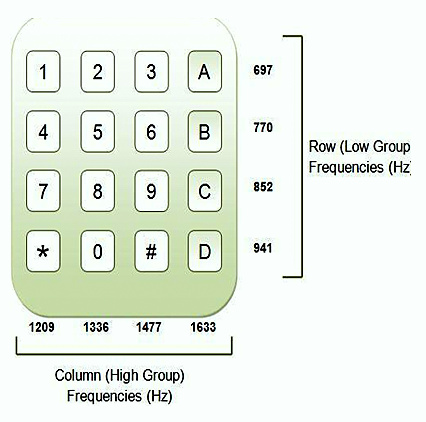 1 2 3 A 697
4 5 6 B 770
7 8 9 C 852
* 0 # D 941
Row (Low Group
Frequencies (Hz)
1209 1336 1477 1633
Column (High Group)
Frequencies (Hz)